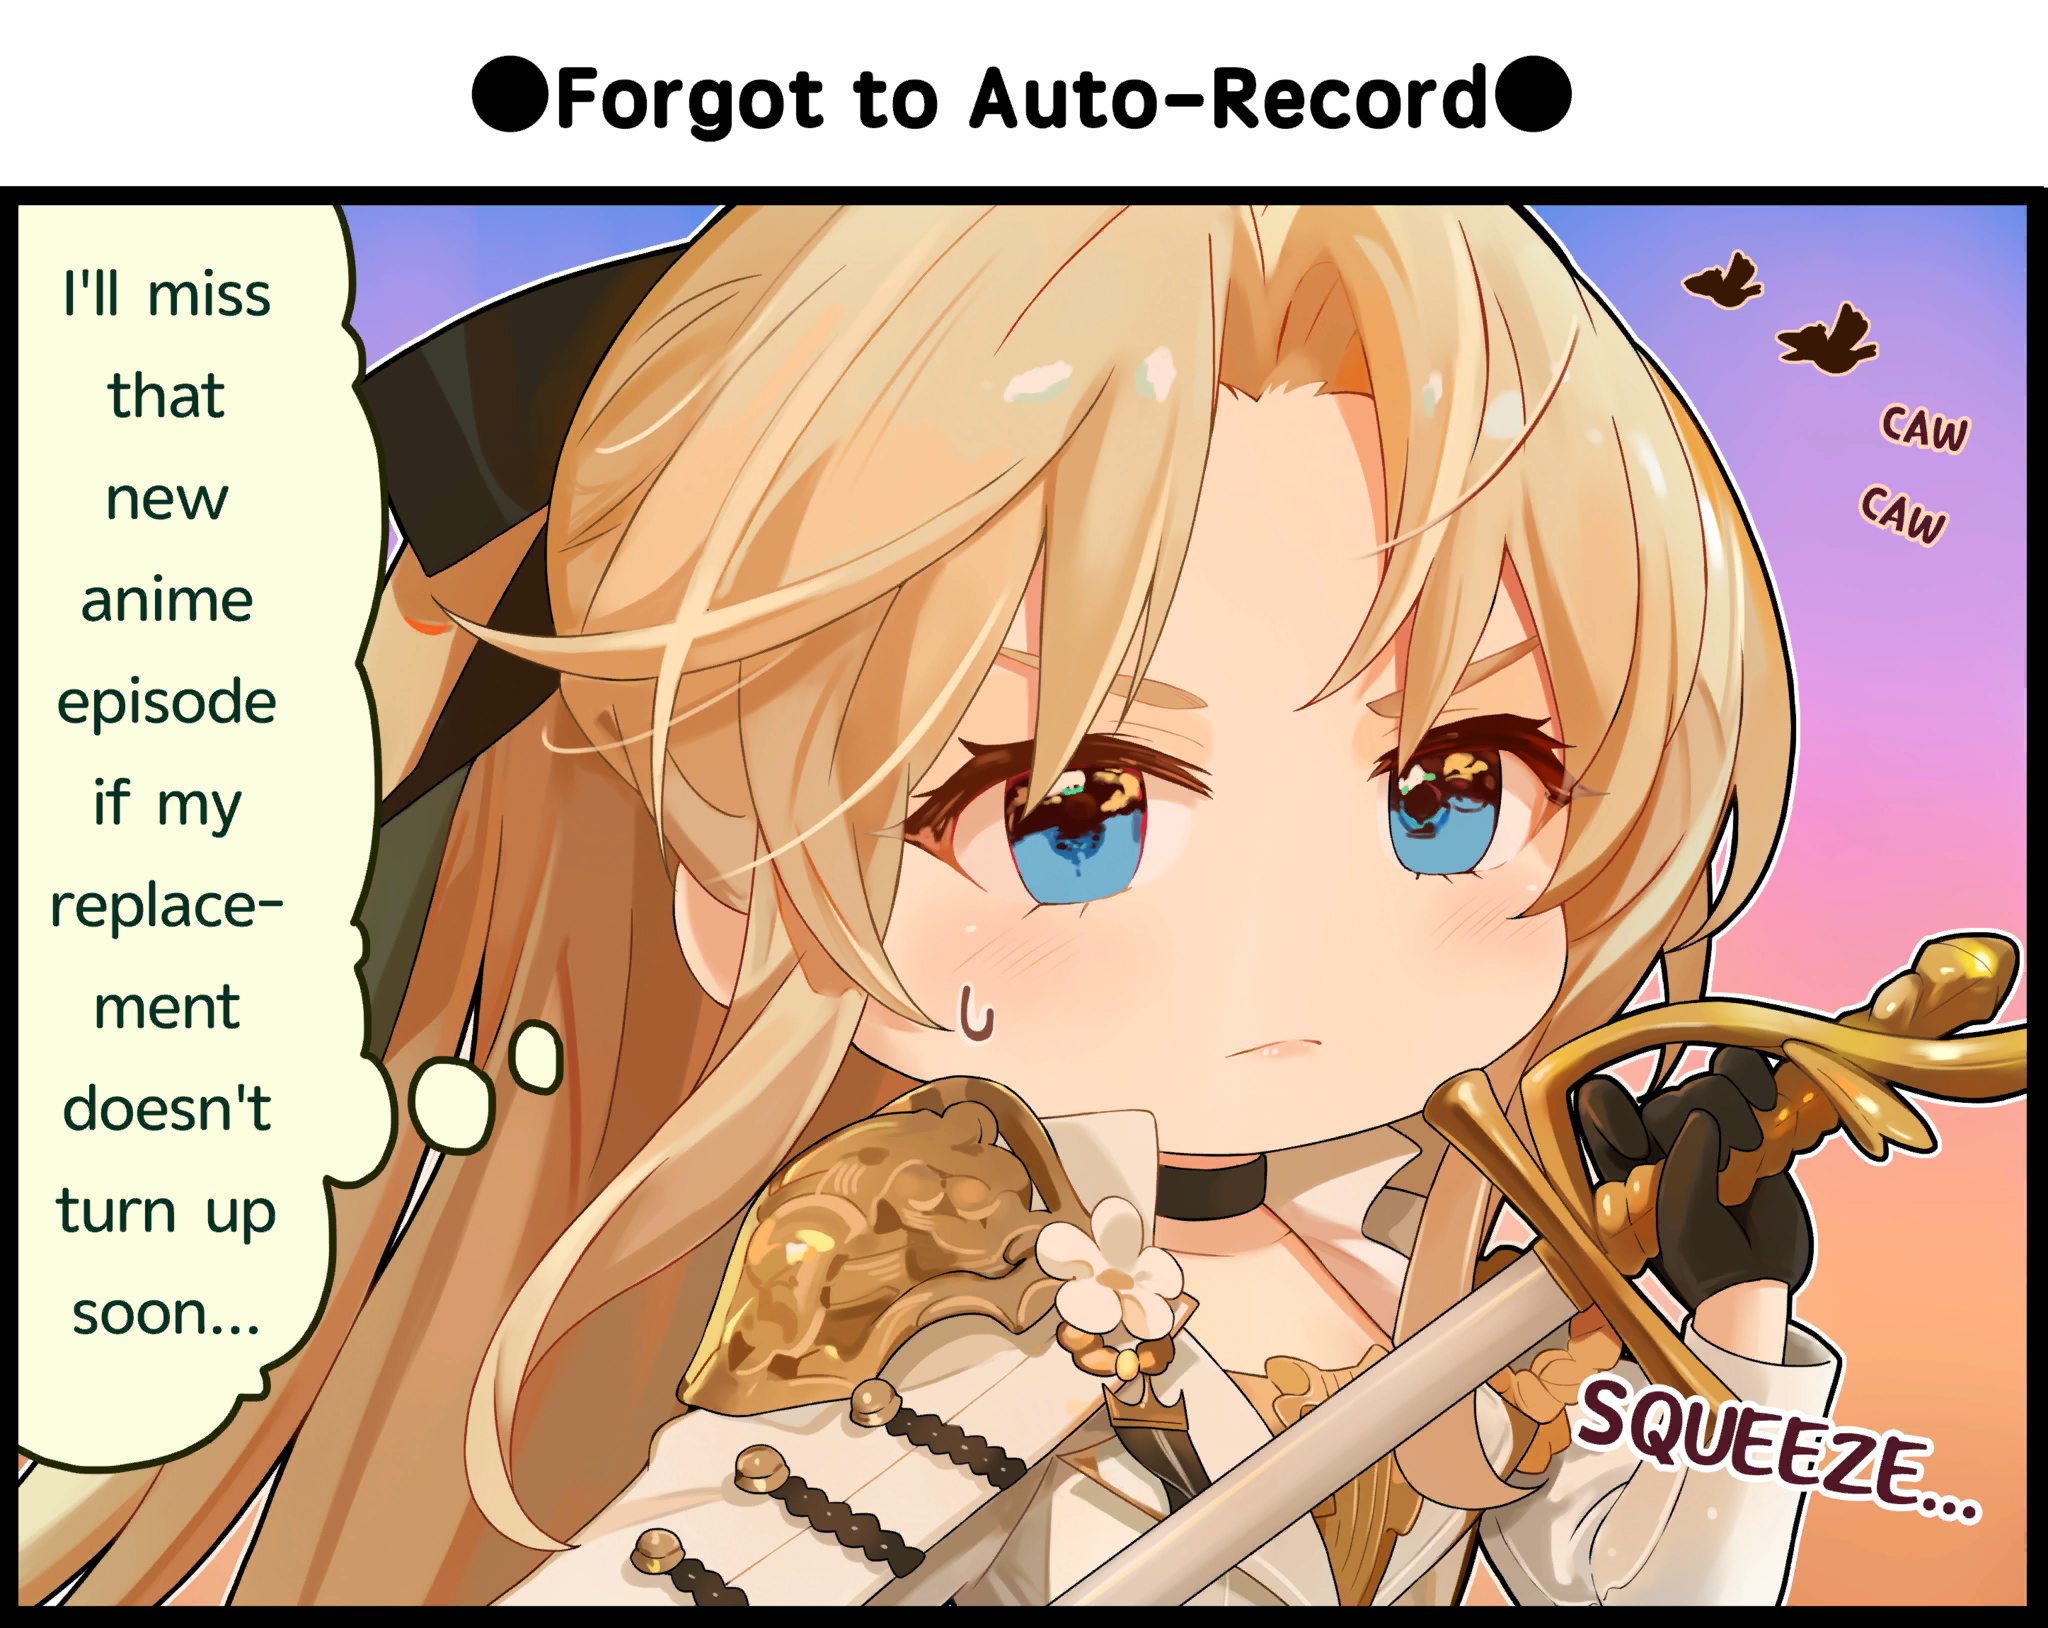 ●Forgot to Auto-Record●
I'll miss
that
new
anime
episode
if my
replace-
ment
doesn't
turn up
soon...
CAW
CAW
SQUEEZE...